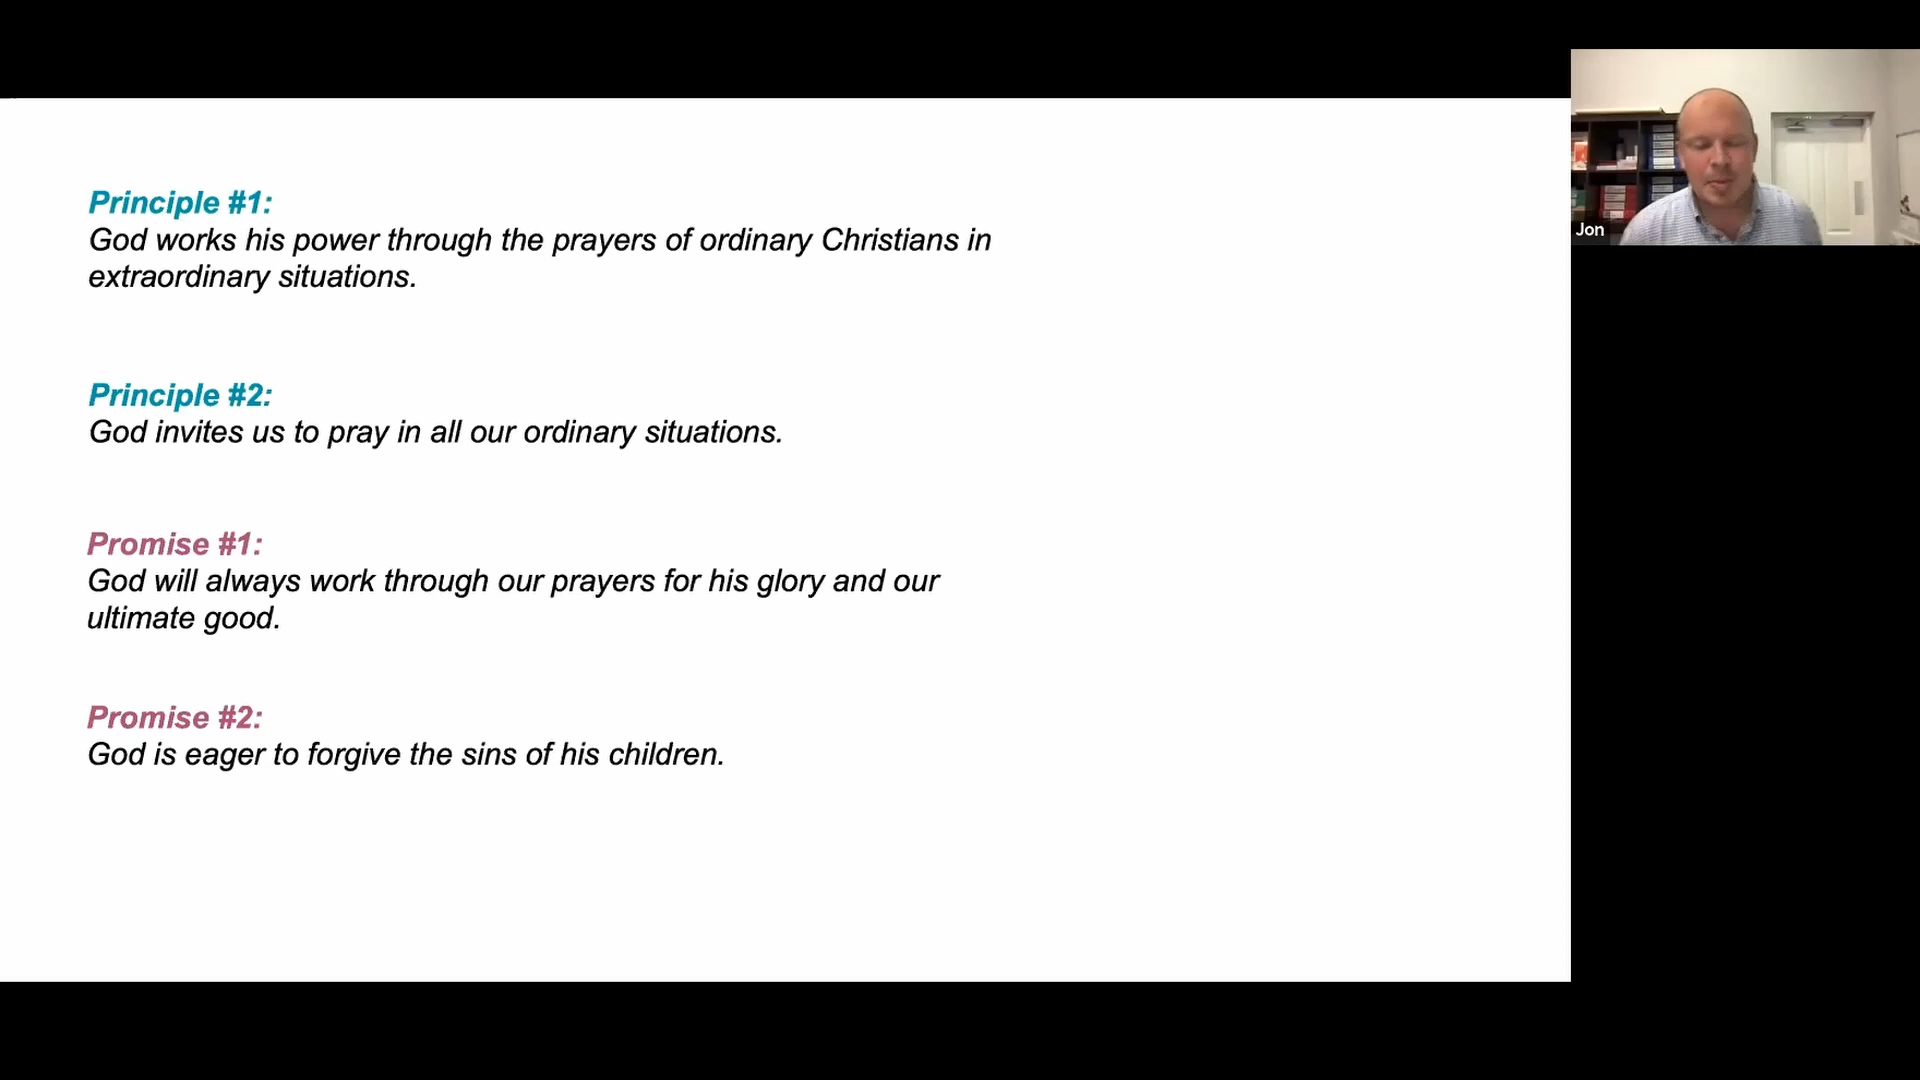 Principle #1:
God works his power through the prayers of ordinary Christians in
extraordinary situations.
Principle #2:
God invites us to pray in all our ordinary situations.
Promise #1:
God will always work through our prayers for his glory and our
ultimate good.
Promise #2:
God is eager to forgive the sins of his children.
Jon